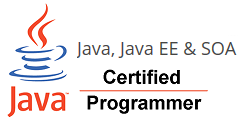 Java, Java EE & SOA
Certified
Programmer
Java